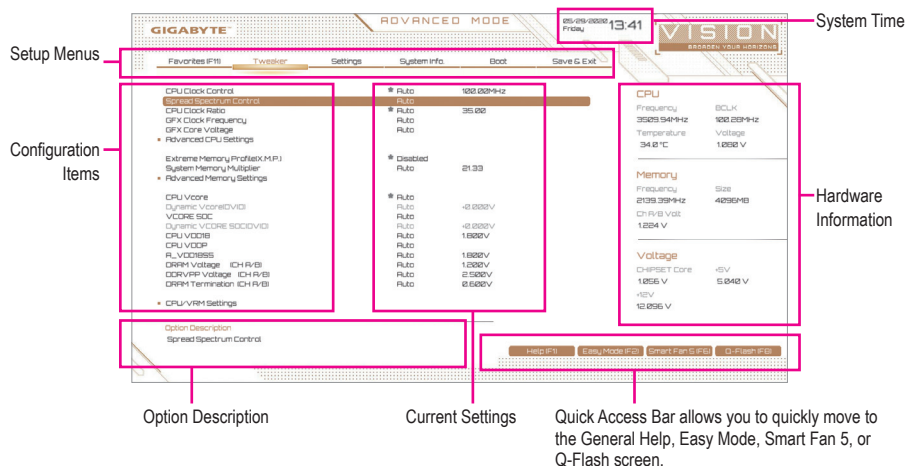 GIGABYTE™
ADVANCED MODE
05/29/2020
Friday
13:41
VISION
BROADEN YOUR HORIZONS
System Time
Setup Menus
Favorites (F11) Tweaker Settings System Info. Boot Save & Exit
Configuration
Items
CPU Clock Control Auto 100.00MHz
Spread Spectrum Control Auto
CPU Clock Ratio Auto 35.00
GFX Clock Frequency Auto
GFX Core Voltage Auto
Advanced CPU Settings
Extreme Memory Profile(X.M.P.) Disabled
System Memory Multiplier Auto 21.33
Advanced Memory Settings
CPU Vcore Auto
Dynamic Vcore(DVID) Auto +0.000V
VCORE SOC Auto
Dynamic VCORE SOC(DVID) Auto +0.000V
CPU VDD18 Auto 1.800V
CPU VDDP Auto
A_VDD18S5 Auto 1.800V
DRAM Voltage (CH A/B) Auto 1.200V
DDRVPP Voltage (CH A/B) Auto 2.500V
DRAM Termination (CH A/B) Auto 0.600V
CPU/VRM Settings
CPU
Frequency BCLK
3509.94MHz 100.28MHz
Temperature Voltage
34.0 °C 1.080 V
Memory
Frequency Size
2139.39MHz 4096MB
Ch A/B Volt
1.224 V
Voltage
CHIPSET Core +5V
1.056 V 5.040 V
+12V
12.096 V
Hardware
Information
Option Description
Spread Spectrum Control
Help (F1) Easy Mode (F2) Smart Fan 5 (F6) Q-Flash (F8)
Option Description
Current Settings
Quick Access Bar allows you to quickly move to
the General Help, Easy Mode, Smart Fan 5, or
Q-Flash screen.